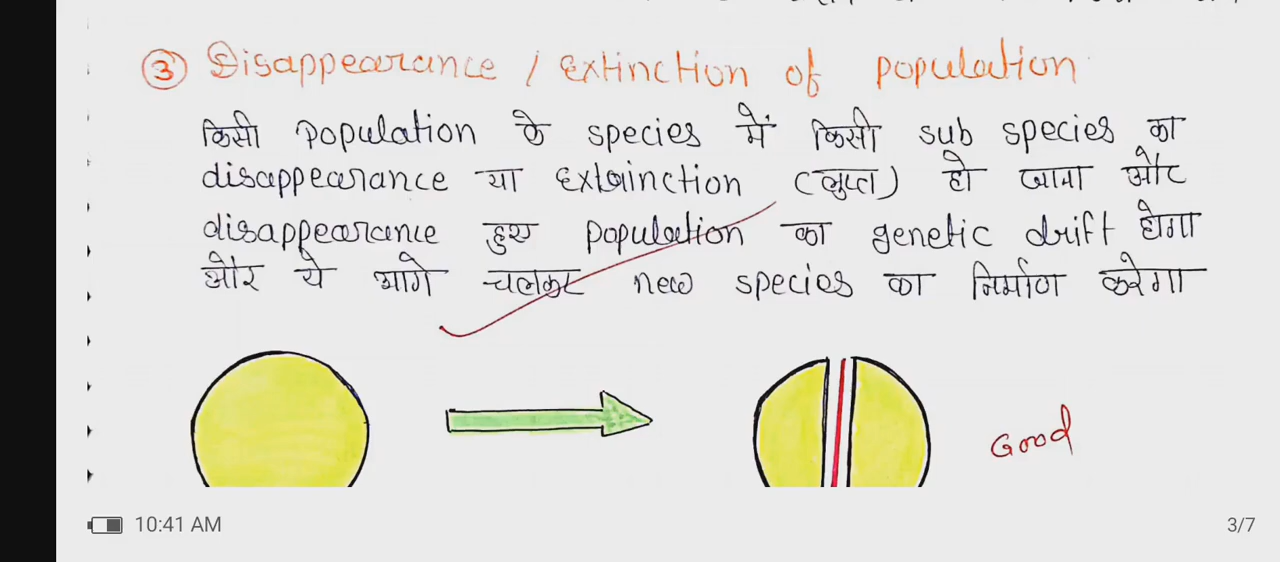 ③ Disappearance / Extinction of population
किसी population के species में किसी sub species का
disappearance या Extainction (लुप्त) हो जाना और
disappearance हुए population का genetic drift होगा
और ये आगे चलकर new species का निर्माण करेगा
Good
10:41 AM
3/7